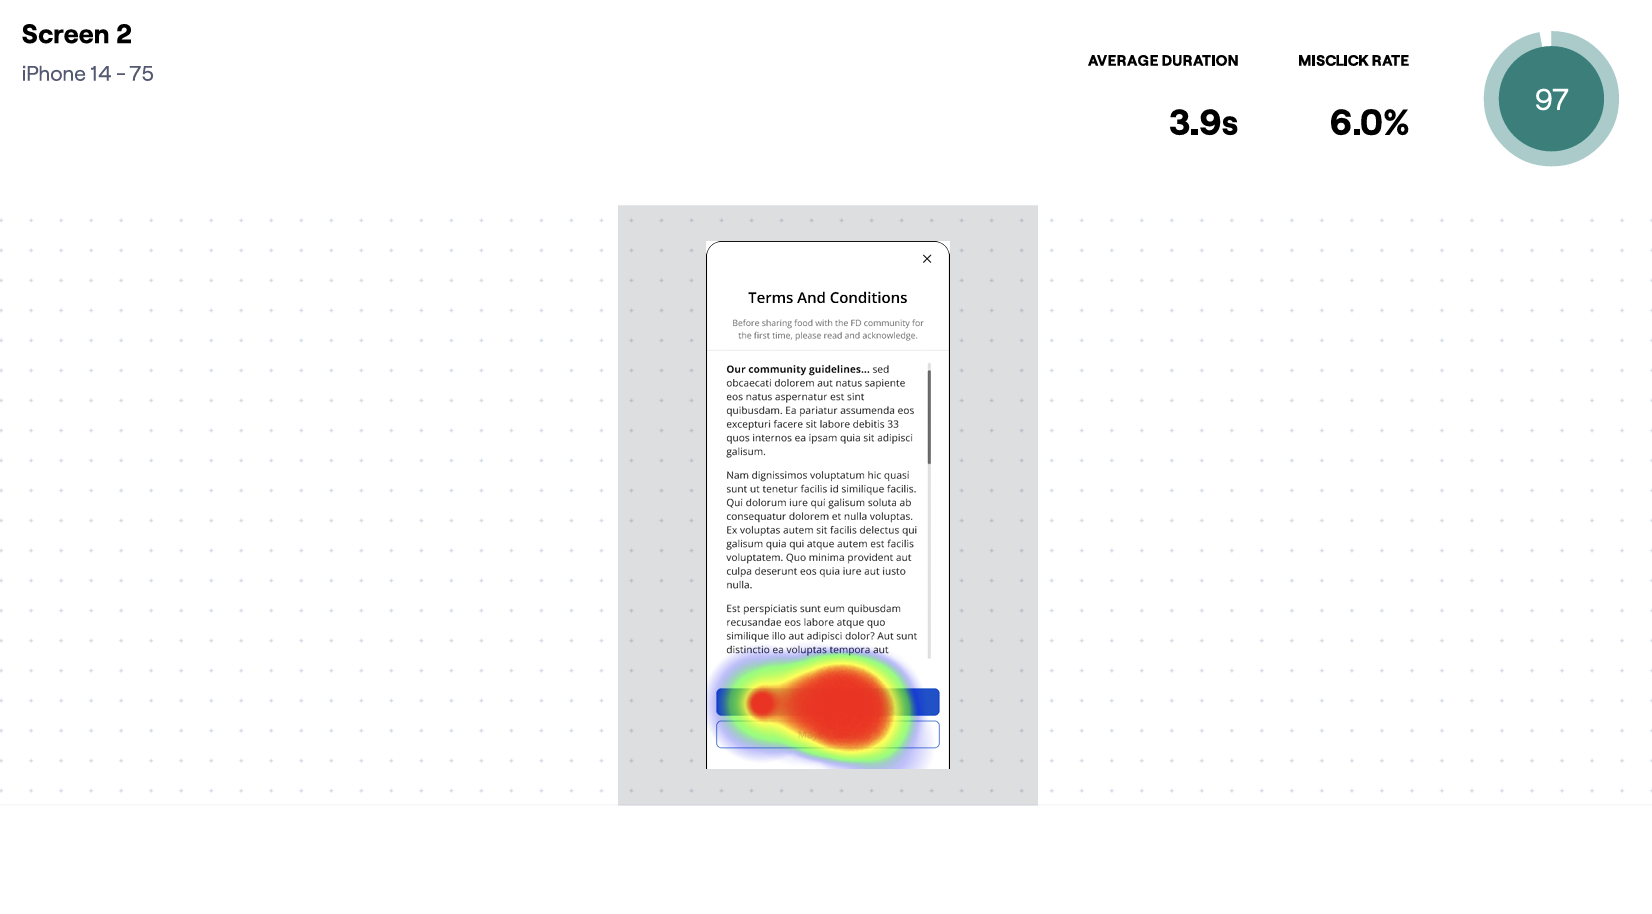 Screen 2
iPhone 14 - 75
AVERAGE DURATION
MISCLICK RATE
3.9s
6.0%
97
Terms And Conditions
Before sharing food with the FD community for
the first time, please read and acknowledge.
Our community guidelines... sed
obcaecati dolorem aut natus sapiente
eos natus aspernatur est sint
quibusdam. Ea pariatur assumenda eos
excepturi facere sit labore debitis 33
quos internos ea ipsam quia sit adipisci
galisum.
Nam dignissimos voluptatum hic quasi
sunt ut tenetur facilis id similique facilis.
Qui dolorum iure qui galisum soluta ab
consequatur dolorem et nulla voluptas.
Ex voluptas autem sit facilis delectus qui
galisum quia qui atque autem est facilis
voluptatem. Quo minima provident aut
culpa deserunt eos quia iure aut iusto
nulla.
Est perspiciatis sunt eum quibusdam
recusandae eos labore atque quo
similique illo aut adipisci dolor? Aut sunt
distinctio ea voluptas tempora aut